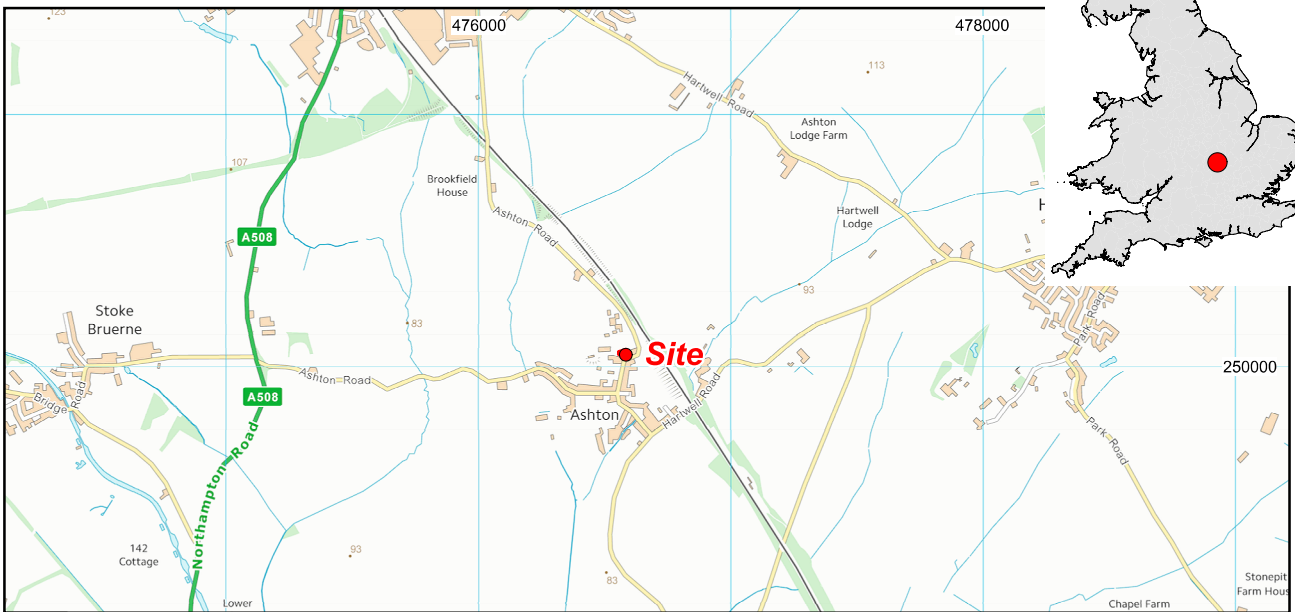 123
476000
478000
113
Hartwell Road
Ashton
Lodge Farm
107
Brookfield
House
Ashton Road
Hartwell
Lodge
H
A508
93
Stoke
Bruerne
83
Park Road
Site
Ashton Road
250000
Bridge Road
A508
Ashton
Hartwell Road
Park Road
Northampton Road
142
Cottage
93
83
Stonepit
Farm Hous
Lower
Chapel Farm